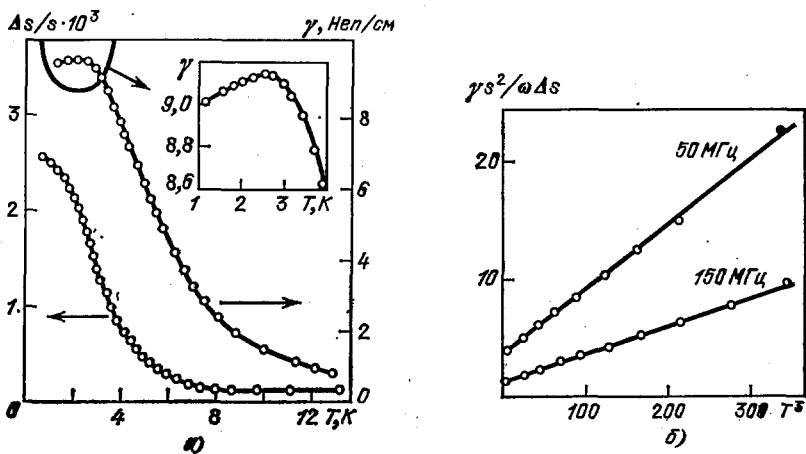 Δs/s·10³
γ, Неп/см
3
2
1
0
8
6
4
2
0
4
8
12 T, K
γ
9,0
8,8
8,6
1
2
3
T, K
а)
γs²/ωΔs
20
10
50 МГц
150 МГц
100
200
300 T³
б)